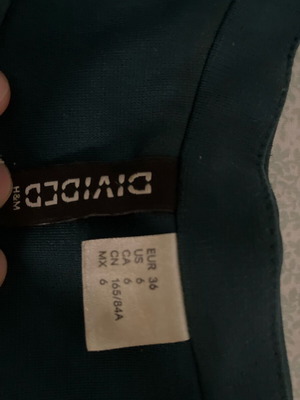 DIVIDED
H&M
EUR 36
US 6
CA 6
CN 165/84A
MX 6